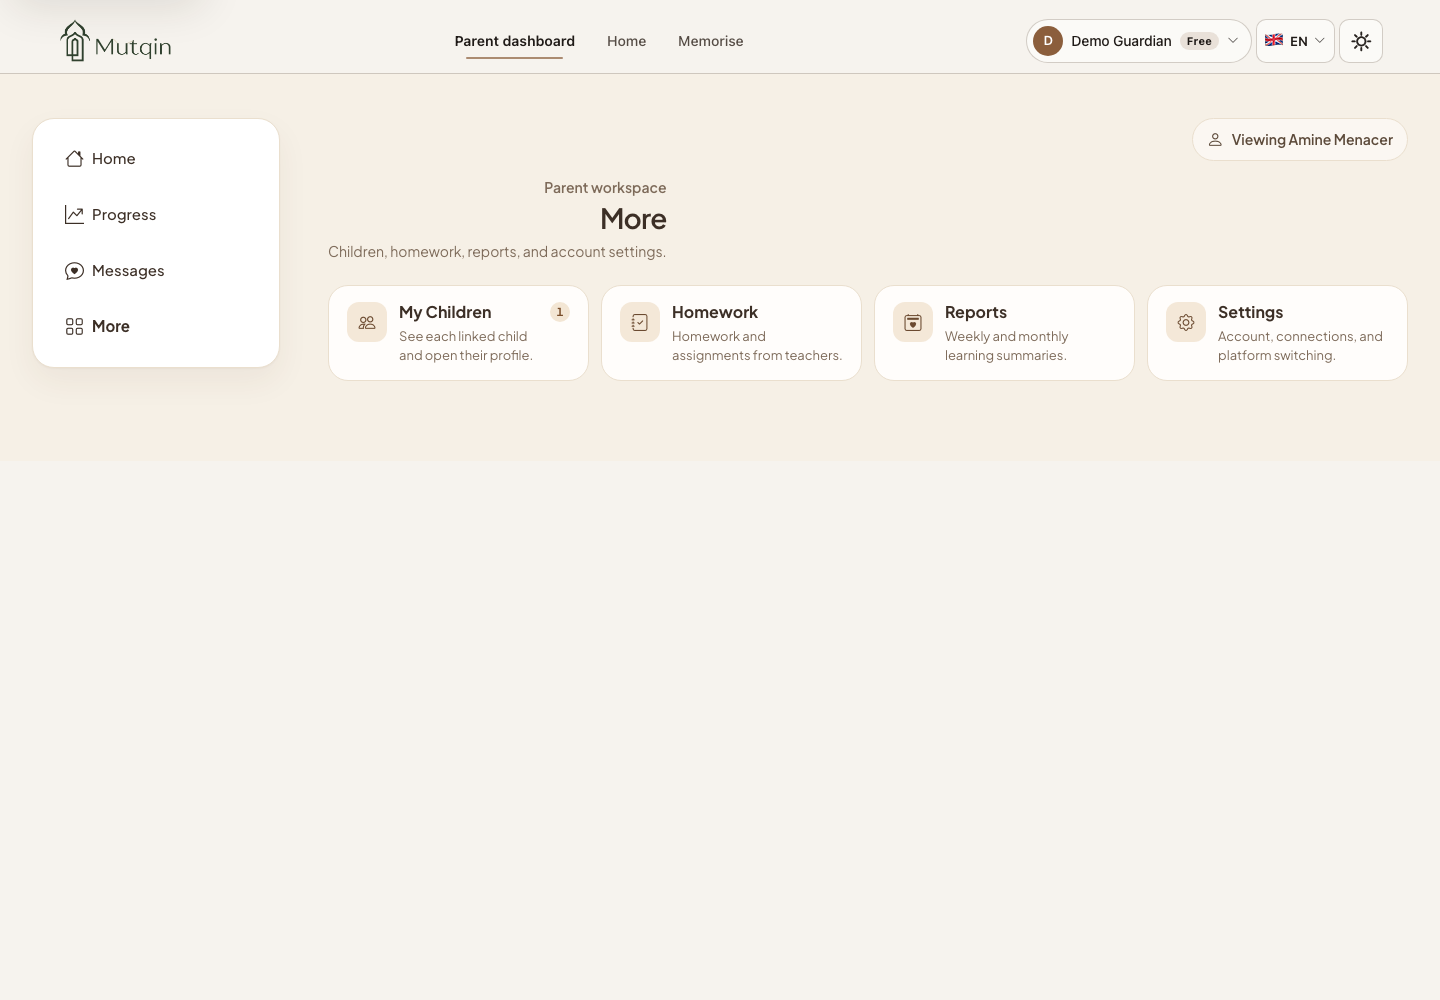 Mutqin
Parent dashboard
Home
Memorise
D
Demo Guardian
Free
EN
Home
Progress
Messages
More
Viewing Amine Menacer
Parent workspace
More
Children, homework, reports, and account settings.
My Children
1
See each linked child
and open their profile.
Homework
Homework and
assignments from teachers.
Reports
Weekly and monthly
learning summaries.
Settings
Account, connections, and
platform switching.